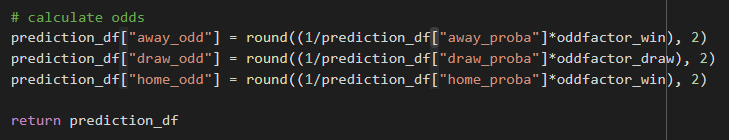 # calculate odds
prediction_df["away_odd"] = round((1/prediction_df["away_proba"]*oddfactor_win), 2)
prediction_df["draw_odd"] = round((1/prediction_df["draw_proba"]*oddfactor_draw), 2)
prediction_df["home_odd"] = round((1/prediction_df["home_proba"]*oddfactor_win), 2)
return prediction_df